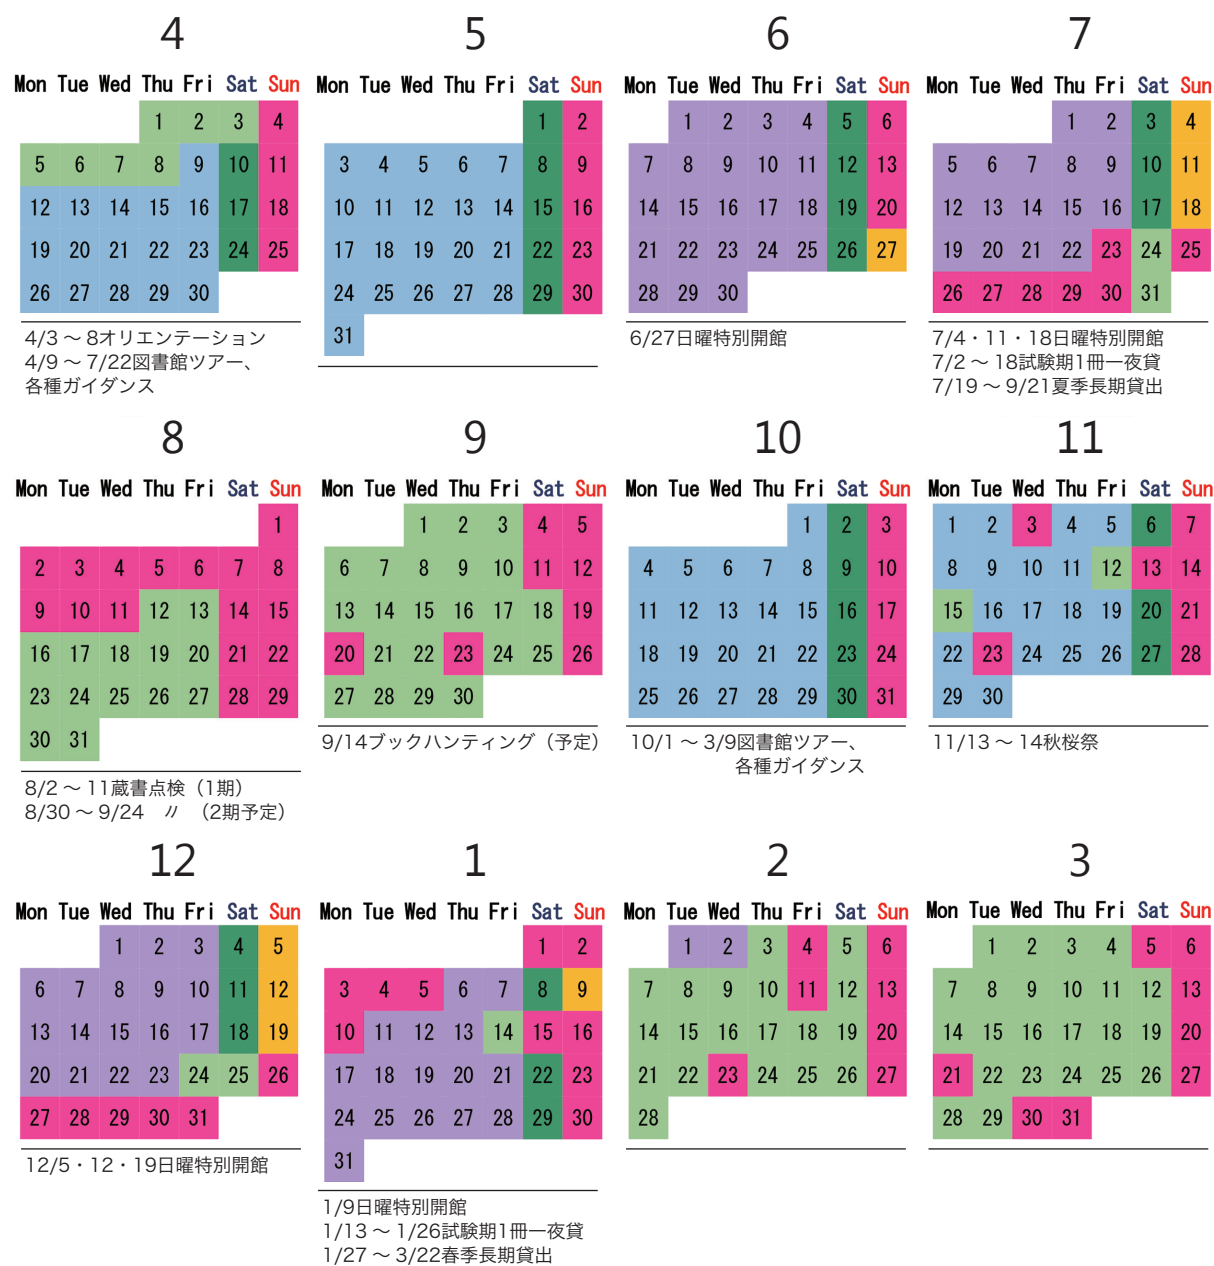 4
Mon Tue Wed Thu Fri Sat Sun
1 2 3 4
5 6 7 8 9 10 11
12 13 14 15 16 17 18
19 20 21 22 23 24 25
26 27 28 29 30
4/3 ～ 8オリエンテーション
4/9 ～ 7/22図書館ツアー、
各種ガイダンス
5
Mon Tue Wed Thu Fri Sat Sun
1 2
3 4 5 6 7 8 9
10 11 12 13 14 15 16
17 18 19 20 21 22 23
24 25 26 27 28 29 30
31
6
Mon Tue Wed Thu Fri Sat Sun
1 2 3 4 5 6
7 8 9 10 11 12 13
14 15 16 17 18 19 20
21 22 23 24 25 26 27
28 29 30
6/27日曜特別開館
7
Mon Tue Wed Thu Fri Sat Sun
1 2 3 4
5 6 7 8 9 10 11
12 13 14 15 16 17 18
19 20 21 22 23 24 25
26 27 28 29 30 31
7/4・11・18日曜特別開館
7/2 ～ 18試験期1冊一夜貸
7/19 ～ 9/21夏季長期貸出
8
Mon Tue Wed Thu Fri Sat Sun
1
2 3 4 5 6 7 8
9 10 11 12 13 14 15
16 17 18 19 20 21 22
23 24 25 26 27 28 29
30 31
8/2 ～ 11蔵書点検（1期）
8/30 ～ 9/24　〃　（2期予定）
9
Mon Tue Wed Thu Fri Sat Sun
1 2 3 4 5
6 7 8 9 10 11 12
13 14 15 16 17 18 19
20 21 22 23 24 25 26
27 28 29 30
9/14ブックハンティング（予定）
10
Mon Tue Wed Thu Fri Sat Sun
1 2 3
4 5 6 7 8 9 10
11 12 13 14 15 16 17
18 19 20 21 22 23 24
25 26 27 28 29 30 31
10/1 ～ 3/9図書館ツアー、
各種ガイダンス
11
Mon Tue Wed Thu Fri Sat Sun
1 2 3 4 5 6 7
8 9 10 11 12 13 14
15 16 17 18 19 20 21
22 23 24 25 26 27 28
29 30
11/13 ～ 14秋桜祭
12
Mon Tue Wed Thu Fri Sat Sun
1 2 3 4 5
6 7 8 9 10 11 12
13 14 15 16 17 18 19
20 21 22 23 24 25 26
27 28 29 30 31
12/5・12・19日曜特別開館
1
Mon Tue Wed Thu Fri Sat Sun
1 2
3 4 5 6 7 8 9
10 11 12 13 14 15 16
17 18 19 20 21 22 23
24 25 26 27 28 29 30
31
1/9日曜特別開館
1/13 ～ 1/26試験期1冊一夜貸
1/27 ～ 3/22春季長期貸出
2
Mon Tue Wed Thu Fri Sat Sun
1 2 3 4 5 6
7 8 9 10 11 12 13
14 15 16 17 18 19 20
21 22 23 24 25 26 27
28
3
Mon Tue Wed Thu Fri Sat Sun
1 2 3 4 5 6
7 8 9 10 11 12 13
14 15 16 17 18 19 20
21 22 23 24 25 26 27
28 29 30 31